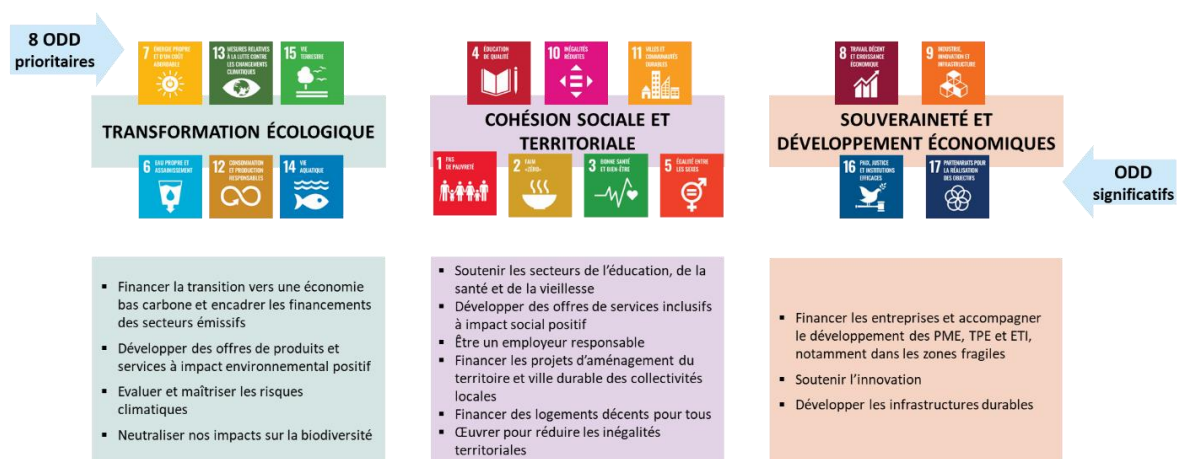 8 ODD
prioritaires
7 ÉNERGIE PROPRE
ET D'UN COÛT
ABORDABLE
13 MESURES RELATIVES
À LA LUTTE CONTRE
LES CHANGEMENTS
CLIMATIQUES
15 VIE
TERRESTRE
TRANSFORMATION ÉCOLOGIQUE
6 EAU PROPRE ET
ASSAINISSEMENT
12 CONSOMMATION
ET PRODUCTION
RESPONSABLES
14 VIE
AQUATIQUE
4 ÉDUCATION
DE QUALITÉ
10 INÉGALITÉS
RÉDUITES
11 VILLES ET
COMMUNAUTÉS
DURABLES
COHÉSION SOCIALE ET
TERRITORIALE
1 PAS
DE PAUVRETÉ
2 FAIM
«ZÉRO»
3 BONNE SANTÉ
ET BIEN-ÊTRE
5 ÉGALITÉ ENTRE
LES SEXES
8 TRAVAIL DÉCENT
ET CROISSANCE
ÉCONOMIQUE
9 INDUSTRIE,
INNOVATION ET
INFRASTRUCTURE
SOUVERAINETÉ ET
DÉVELOPPEMENT ÉCONOMIQUES
16 PAIX, JUSTICE
ET INSTITUTIONS
EFFICACES
17 PARTENARIATS POUR
LA RÉALISATION
DES OBJECTIFS
ODD
significatifs
▪ Financer la transition vers une économie
bas carbone et encadrer les financements
des secteurs émissifs
▪ Développer des offres de produits et
services à impact environnemental positif
▪ Evaluer et maîtriser les risques
climatiques
▪ Neutraliser nos impacts sur la biodiversité
▪ Soutenir les secteurs de l'éducation, de la
santé et de la vieillesse
▪ Développer des offres de services inclusifs
à impact social positif
▪ Être un employeur responsable
▪ Financer les projets d'aménagement du
territoire et ville durable des collectivités
locales
▪ Financer des logements décents pour tous
▪ Œuvrer pour réduire les inégalités
territoriales
▪ Financer les entreprises et accompagner
le développement des PME, TPE et ETI,
notamment dans les zones fragiles
▪ Soutenir l'innovation
▪ Développer les infrastructures durables